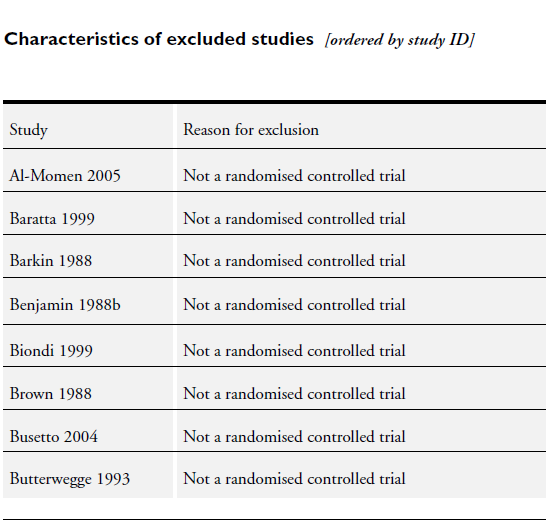 Characteristics of excluded studies [ordered by study ID]
Study Reason for exclusion
Al-Momen 2005 Not a randomised controlled trial
Baratta 1999 Not a randomised controlled trial
Barkin 1988 Not a randomised controlled trial
Benjamin 1988b Not a randomised controlled trial
Biondi 1999 Not a randomised controlled trial
Brown 1988 Not a randomised controlled trial
Busetto 2004 Not a randomised controlled trial
Butterwegge 1993 Not a randomised controlled trial